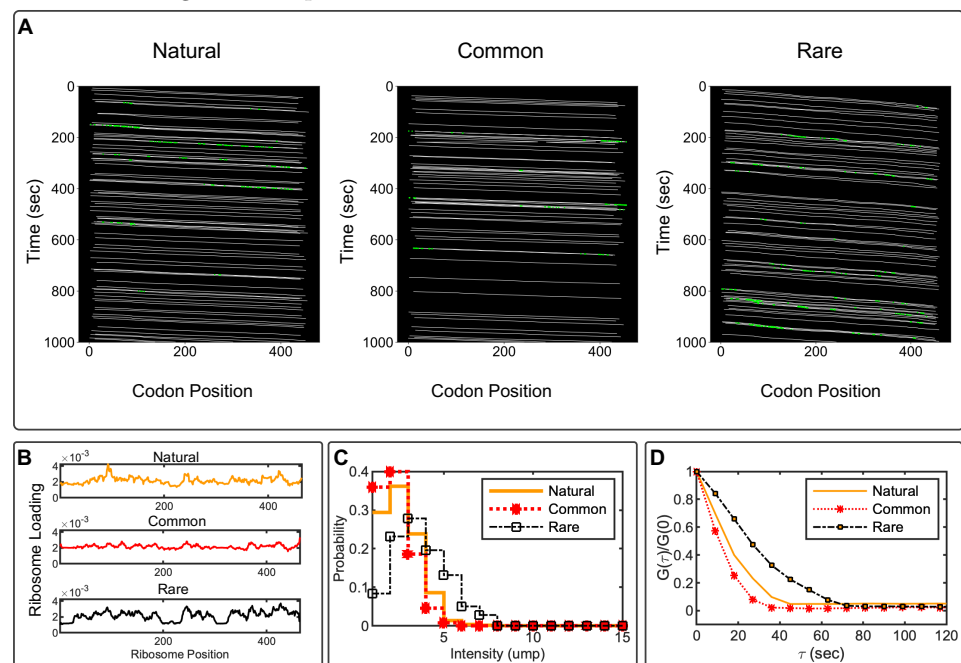 A
Natural
Common
Rare
Time (sec)
0
200
400
600
800
1000
0
200
400
Codon Position
Time (sec)
0
200
400
600
800
1000
0
200
400
Codon Position
Time (sec)
0
200
400
600
800
1000
0
200
400
Codon Position
B
Ribosome Loading
×10⁻³
Natural
4
2
0
200
400
×10⁻³
Common
4
2
0
200
400
×10⁻³
Rare
4
2
0
200
400
Ribosome Position
C
Probability
0.4
0.3
0.2
0.1
0
5
10
15
Intensity (ump)
Natural
Common
Rare
D
G(τ)/G(0)
1
0.8
0.6
0.4
0.2
0
0
20
40
60
80
100
120
τ (sec)
Natural
Common
Rare